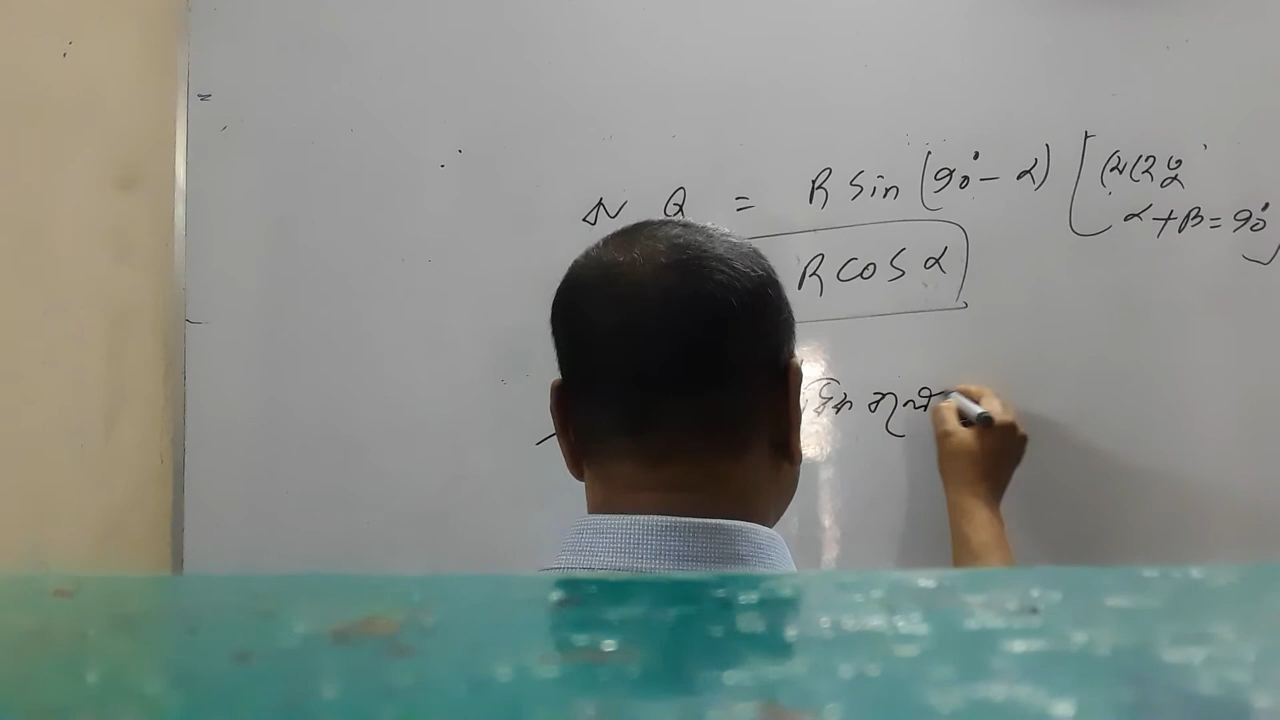 বা Q = R sin (90° - α) [যেহেতু
α + β = 90°]
R cos α